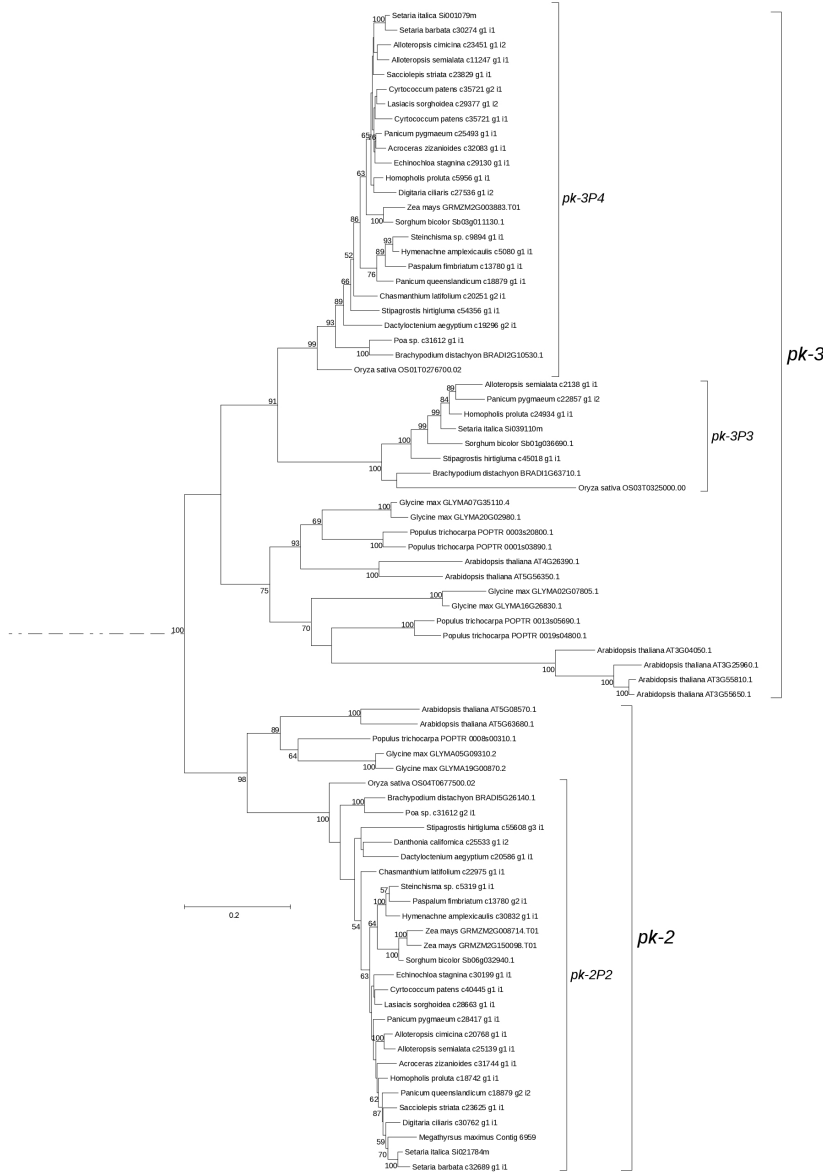 Setaria italica Si001079m
100
Setaria barbata c30274 g1 i1
Alloteropsis cimicina c23451 g1 i2
Alloteropsis semialata c11247 g1 i1
Sacciolepis striata c23829 g1 i1
Cyrtococcum patens c35721 g2 i1
Lasiacis sorghoidea c29377 g1 i2
Cyrtococcum patens c35721 g1 i1
65
Panicum pygmaeum c25493 g1 i1
Acroceras zizanioides c32083 g1 i1
Echinochloa stagnina c29130 g1 i1
63
Homopholis proluta c5956 g1 i1
Digitaria ciliaris c27536 g1 i2
pk-3P4
Zea mays GRMZM2G003883.T01
100
Sorghum bicolor Sb03g011130.1
86
Steinchisma sp. c9894 g1 i1
93
Hymenachne amplexicaulis c5080 g1 i1
89
52
Paspalum fimbriatum c13780 g1 i1
76
Panicum queenslandicum c18879 g1 i1
66
Chasmanthium latifolium c20251 g2 i1
89
Stipagrostis hirtigluma c54356 g1 i1
93
Dactyloctenium aegyptium c19296 g2 i1
99
Poa sp. c31612 g1 i1
100
Brachypodium distachyon BRADI2G10530.1
pk-3
Oryza sativa OS01T0276700.02
Alloteropsis semialata c2138 g1 i1
89
91
84
Panicum pygmaeum c22857 g1 i2
99
Homopholis proluta c24934 g1 i1
99
Setaria italica Si039110m
pk-3P3
100
Sorghum bicolor Sb01g036690.1
Stipagrostis hirtigluma c45018 g1 i1
100
Brachypodium distachyon BRADI1G63710.1
Oryza sativa OS03T0325000.00
Glycine max GLYMA07G35110.4
100
Glycine max GLYMA20G02980.1
69
Populus trichocarpa POPTR 0003s20800.1
93
100
Populus trichocarpa POPTR 0001s03890.1
Arabidopsis thaliana AT4G26390.1
100
Arabidopsis thaliana AT5G56350.1
75
Glycine max GLYMA02G07805.1
100
Glycine max GLYMA16G26830.1
Populus trichocarpa POPTR 0013s05690.1
100
70
Populus trichocarpa POPTR 0019s04800.1
100
Arabidopsis thaliana AT3G04050.1
100
Arabidopsis thaliana AT3G25960.1
100
Arabidopsis thaliana AT3G55810.1
100
Arabidopsis thaliana AT3G55650.1
Arabidopsis thaliana AT5G08570.1
100
Arabidopsis thaliana AT5G63680.1
89
Populus trichocarpa POPTR 0008s00310.1
64
Glycine max GLYMA05G09310.2
100
Glycine max GLYMA19G00870.2
98
Oryza sativa OS04T0677500.02
Brachypodium distachyon BRADI5G26140.1
100
Poa sp. c31612 g2 i1
100
Stipagrostis hirtigluma c55608 g3 i1
Danthonia californica c25533 g1 i2
Dactyloctenium aegyptium c20586 g1 i1
Chasmanthium latifolium c22975 g1 i1
Steinchisma sp. c5319 g1 i1
57
Paspalum fimbriatum c13780 g2 i1
100
0.2
Hymenachne amplexicaulis c30832 g1 i1
64
54
Zea mays GRMZM2G008714.T01
100
pk-2
Zea mays GRMZM2G150098.T01
100
Sorghum bicolor Sb06g032940.1
63
Echinochloa stagnina c30199 g1 i1
pk-2P2
Cyrtococcum patens c40445 g1 i1
Lasiacis sorghoidea c28663 g1 i1
Panicum pygmaeum c28417 g1 i1
Alloteropsis cimicina c20768 g1 i1
100
Alloteropsis semialata c25139 g1 i1
Acroceras zizanioides c31744 g1 i1
Homopholis proluta c18742 g1 i1
Panicum queenslandicum c18879 g2 i2
62
Sacciolepis striata c23625 g1 i1
87
Digitaria ciliaris c30762 g1 i1
Megathyrsus maximus Contig 6959
59
Setaria italica Si021784m
70
100
Setaria barbata c32689 g1 i1